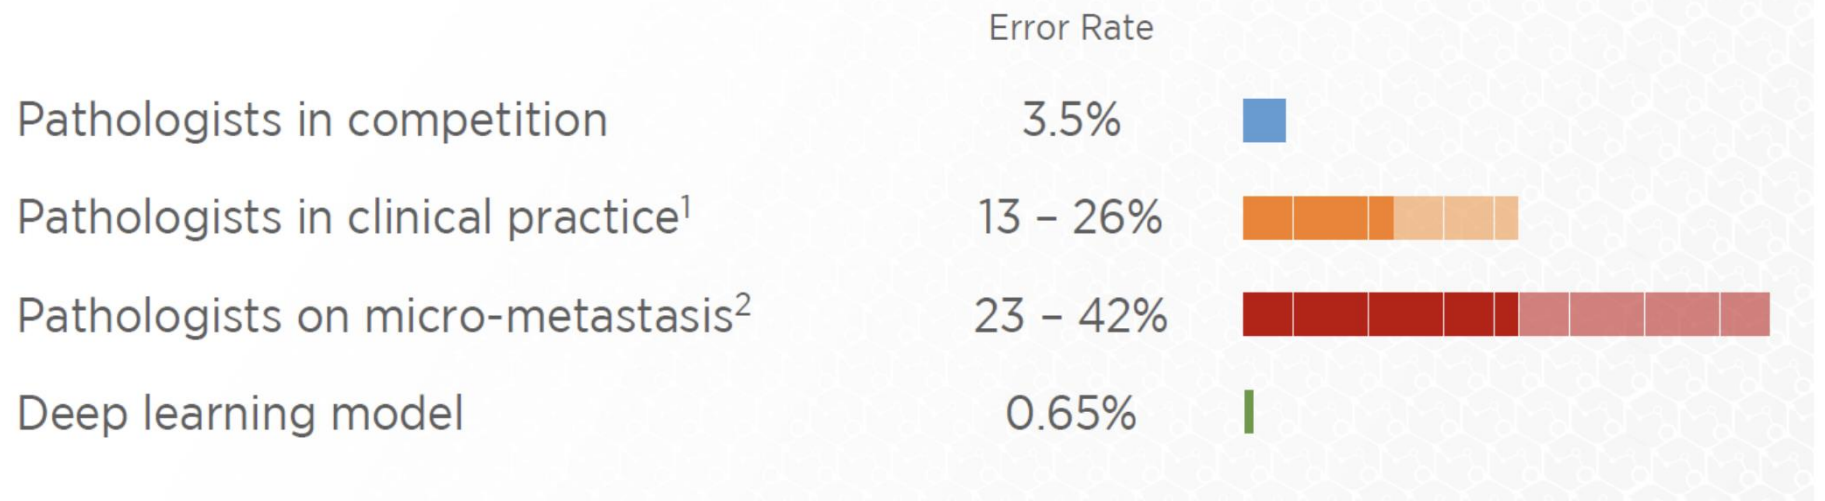 Error Rate
Pathologists in competition 3.5%
Pathologists in clinical practice¹ 13 – 26%
Pathologists on micro-metastasis² 23 – 42%
Deep learning model 0.65%